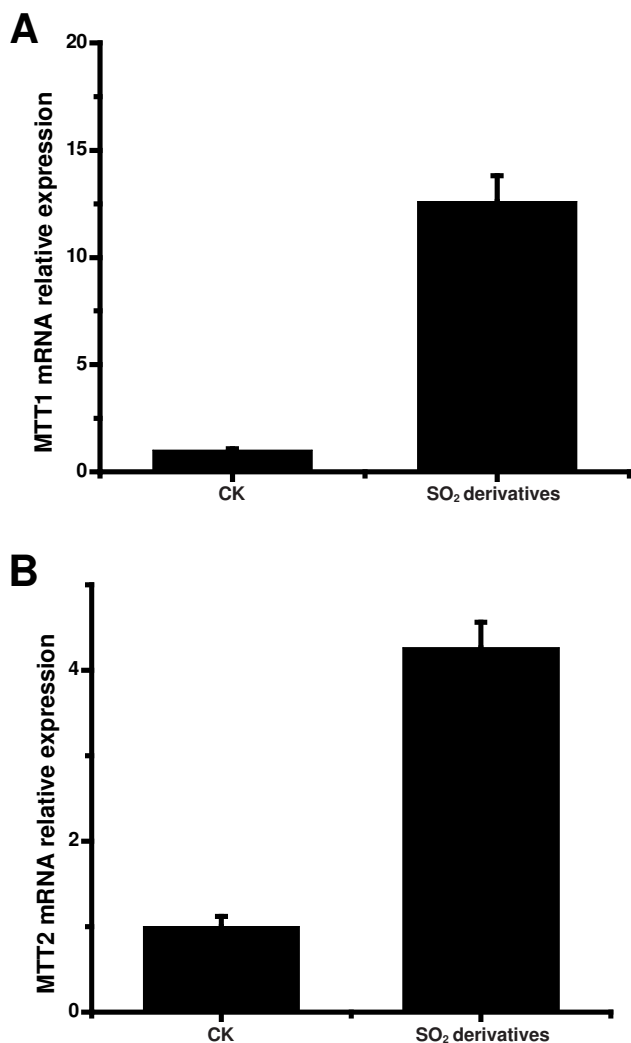 A
MTT1 mRNA relative expression
20
15
10
5
0
CK
SO₂ derivatives
B
MTT2 mRNA relative expression
4
2
0
CK
SO₂ derivatives